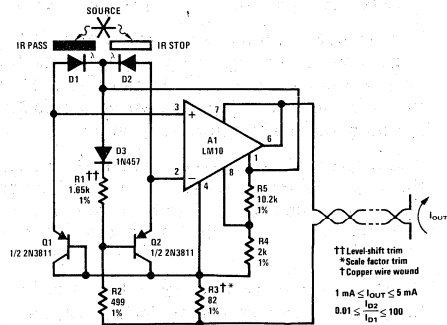 SOURCE
IR PASS
IR STOP
λ
λ
D1
D2
3
7
+
A1
LM10
6
D3
1N457
2
−
1
4
8
R1††
1.65k
1%
R5
10.2k
1%
Q1
1/2 2N3811
Q2
1/2 2N3811
R4
2k
1%
IOUT
R2
499
1%
R3†*
82
1%
††Level-shift trim
*Scale factor trim
†Copper wire wound
1 mA ≤ IOUT ≤ 5 mA
0.01 ≤ ID2/ID1 ≤ 100